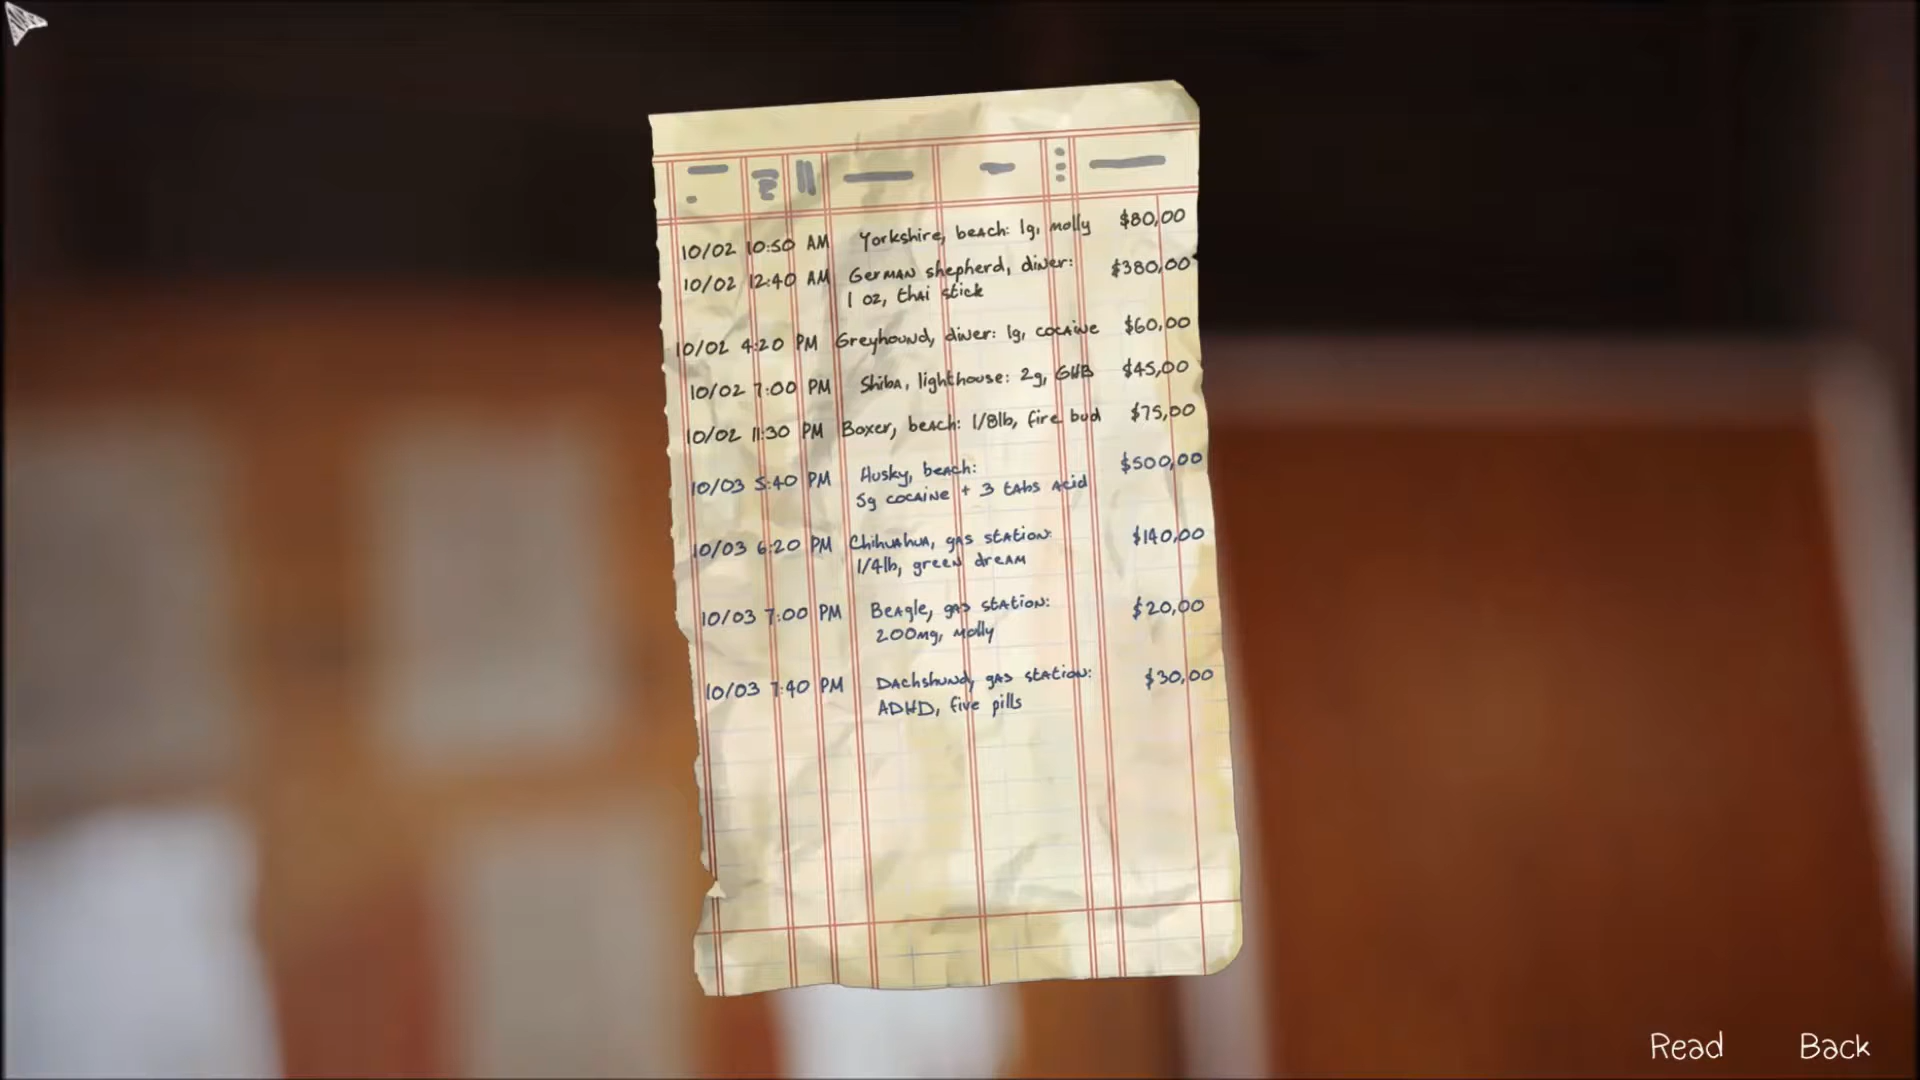 10/02 10:50 AM Yorkshire, beach: 1g, molly $80,00
10/02 12:40 AM German shepherd, diner: $380,00
1 oz, thai stick
10/02 4:20 PM Greyhound, diner: 1g, cocaine $60,00
10/02 7:00 PM Shiba, lighthouse: 2g, GHB $45,00
10/02 11:30 PM Boxer, beach: 1/8lb, fire bud $75,00
10/03 5:40 PM Husky, beach: $500,00
5g cocaine + 3 tabs acid
10/03 6:20 PM Chihuahua, gas station: $140,00
1/4lb, green dream
10/03 7:00 PM Beagle, gas station: $20,00
200mg, molly
10/03 7:40 PM Dachshund, gas station: $30,00
ADHD, five pills
Read Back